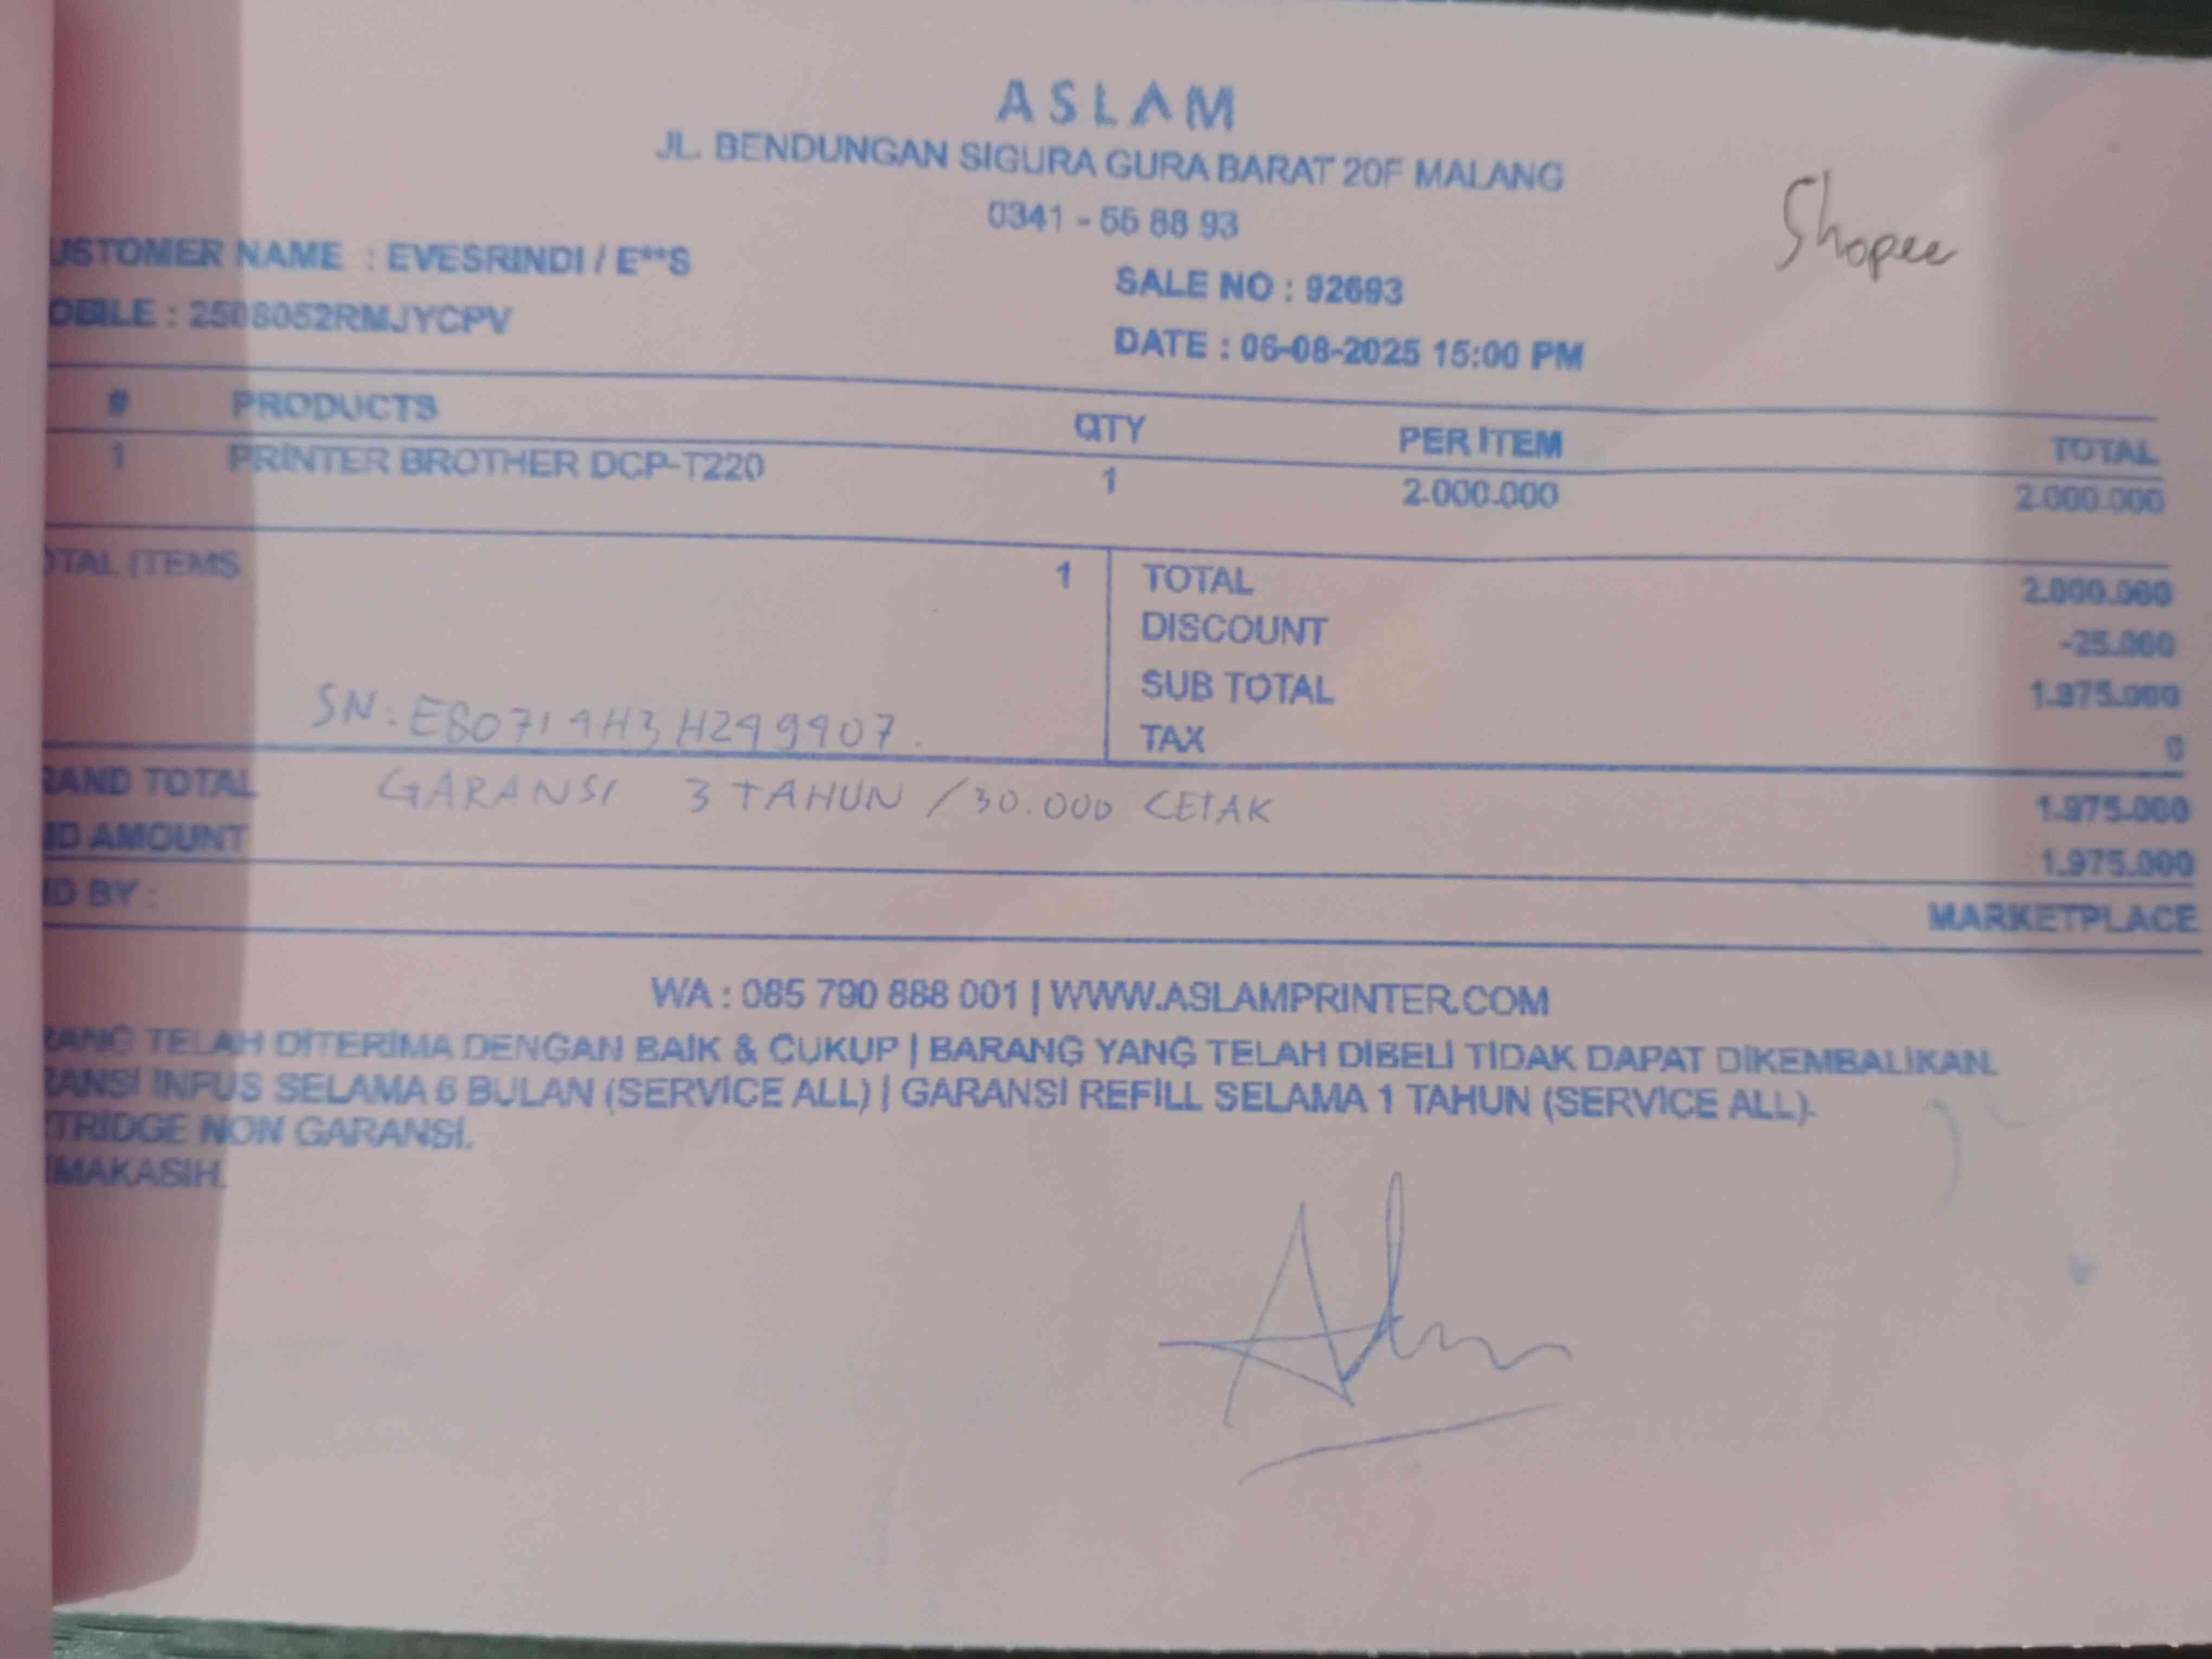 ASLAM
JL. BENDUNGAN SIGURA GURA BARAT 20F MALANG
0341 - 55 88 93
Shopee
USTOMER NAME : EVESRINDI / E**S
SALE NO : 92693
OBILE : 2508052RMJYCPV
DATE : 06-08-2025 15:00 PM
# PRODUCTS QTY PER ITEM TOTAL
1 PRINTER BROTHER DCP-T220 1 2.000.000 2.000.000
OTAL ITEMS 1 TOTAL 2.000.000
DISCOUNT -25.000
SUB TOTAL 1.975.000
SN: E80714H3H299907.
TAX 0
RAND TOTAL 1.975.000
GARANSI 3 TAHUN / 30.000 CETAK
ID AMOUNT 1.975.000
ID BY : MARKETPLACE
WA : 085 790 888 001 | WWW.ASLAMPRINTER.COM
RANG TELAH DITERIMA DENGAN BAIK & CUKUP | BARANG YANG TELAH DIBELI TIDAK DAPAT DIKEMBALIKAN.
RANSI INFUS SELAMA 6 BULAN (SERVICE ALL) | GARANSI REFILL SELAMA 1 TAHUN (SERVICE ALL).
TRIDGE NON GARANSI.
IMAKASIH.